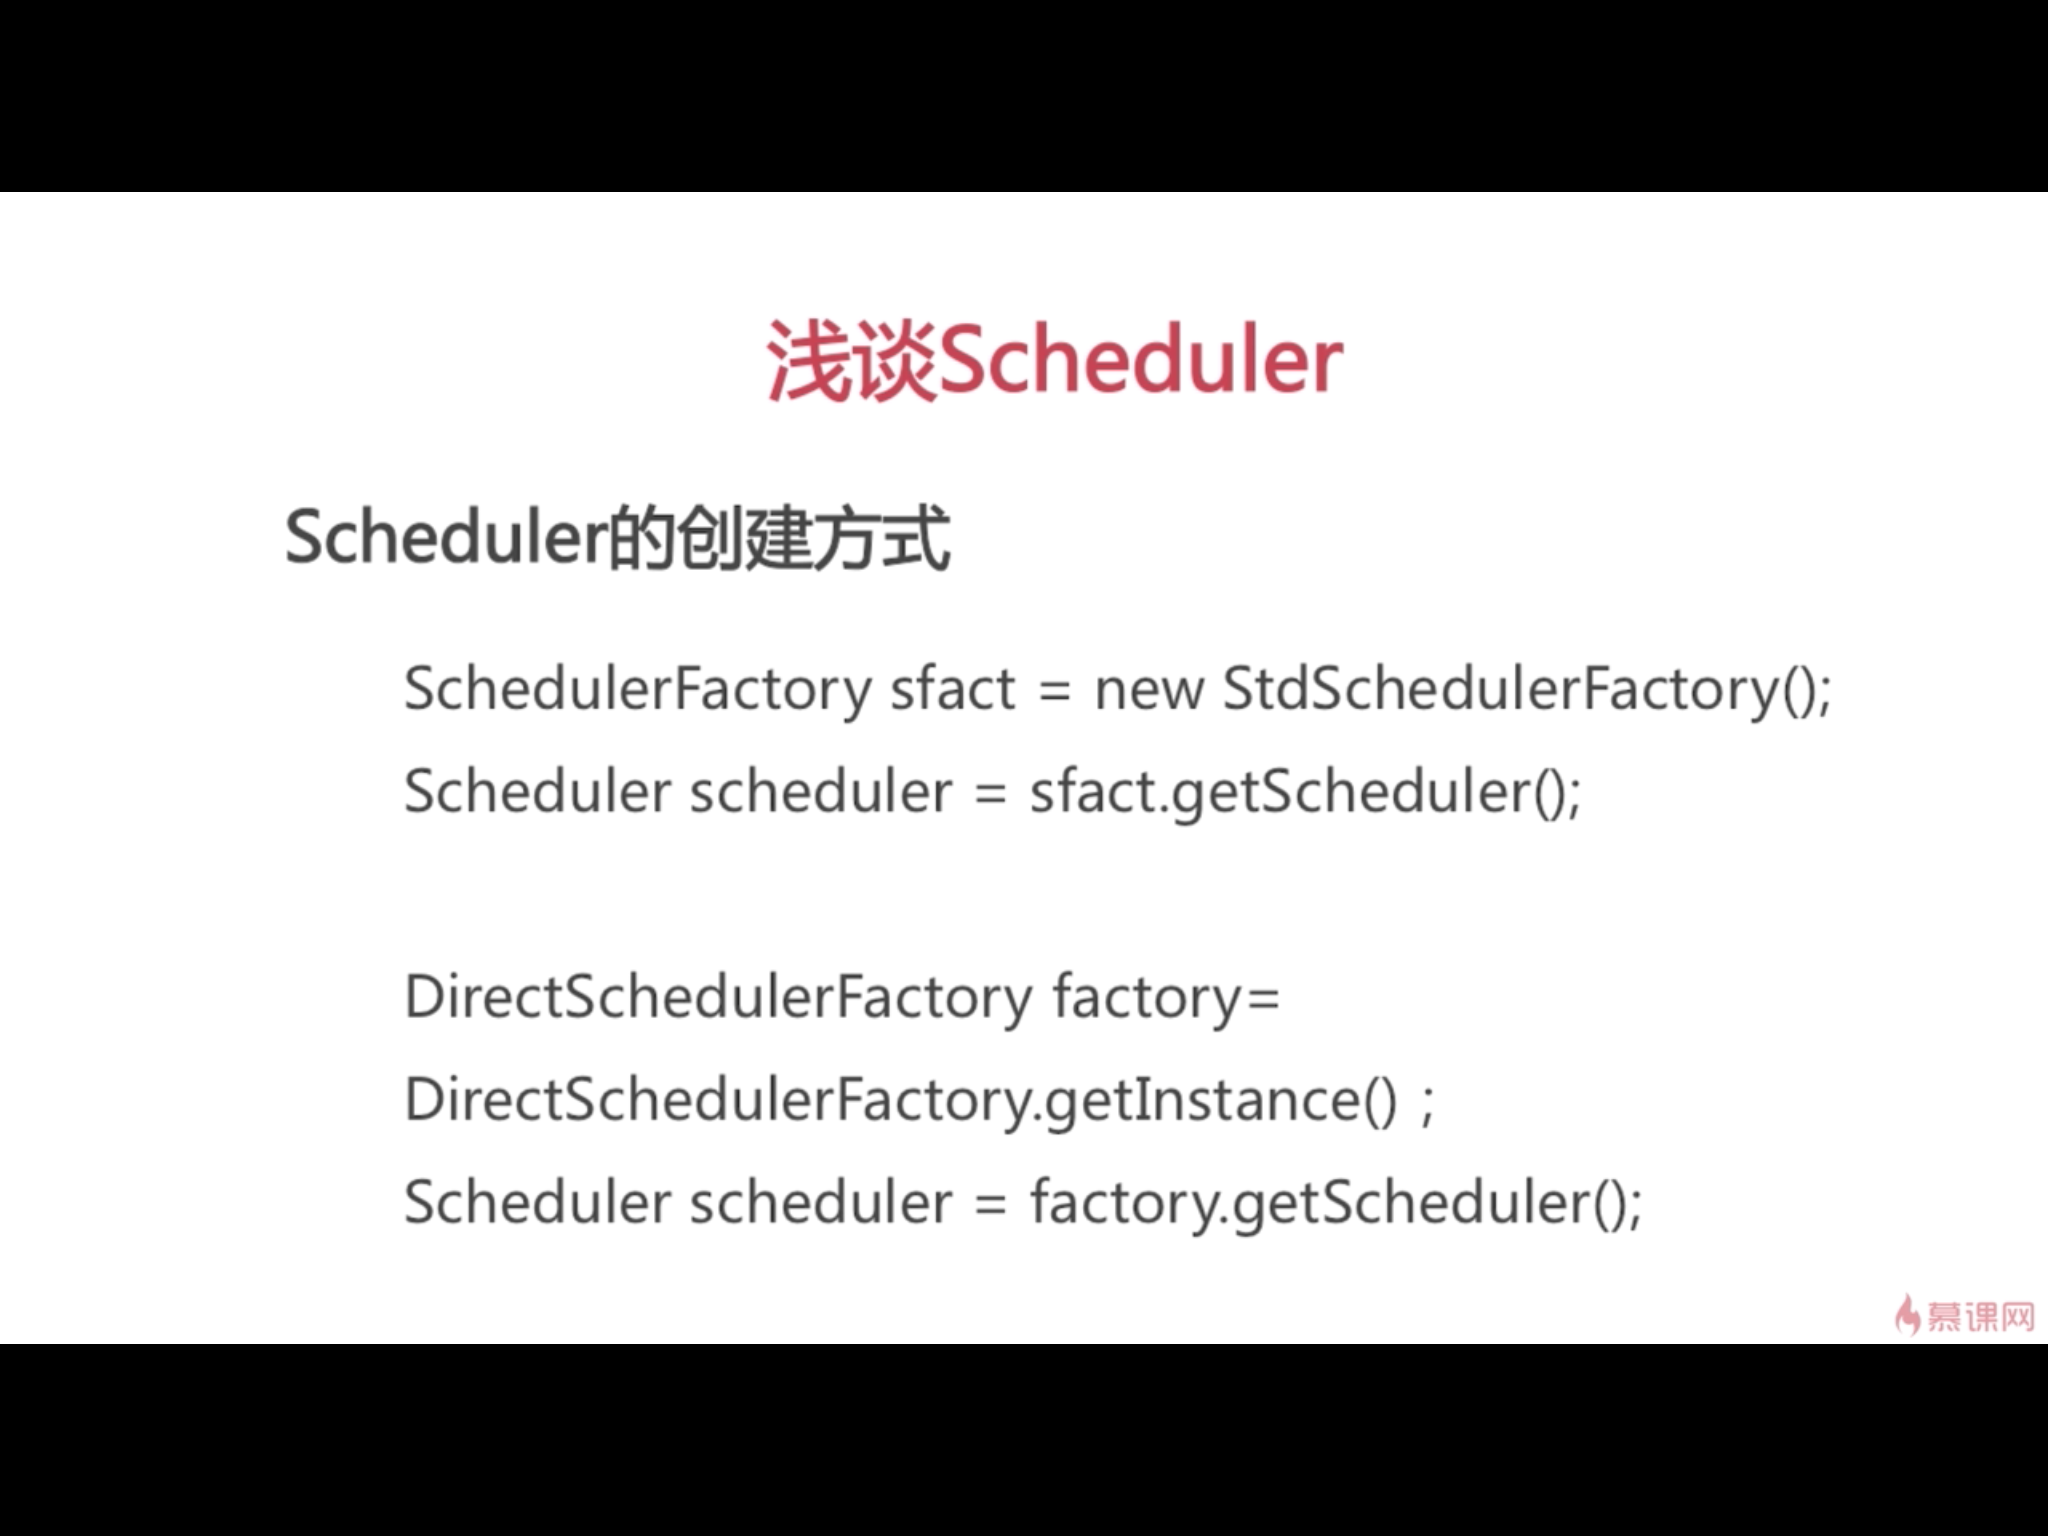 浅谈Scheduler
Scheduler的创建方式
SchedulerFactory sfact = new StdSchedulerFactory();
Scheduler scheduler = sfact.getScheduler();
DirectSchedulerFactory factory=
DirectSchedulerFactory.getInstance() ;
Scheduler scheduler = factory.getScheduler();
慕课网